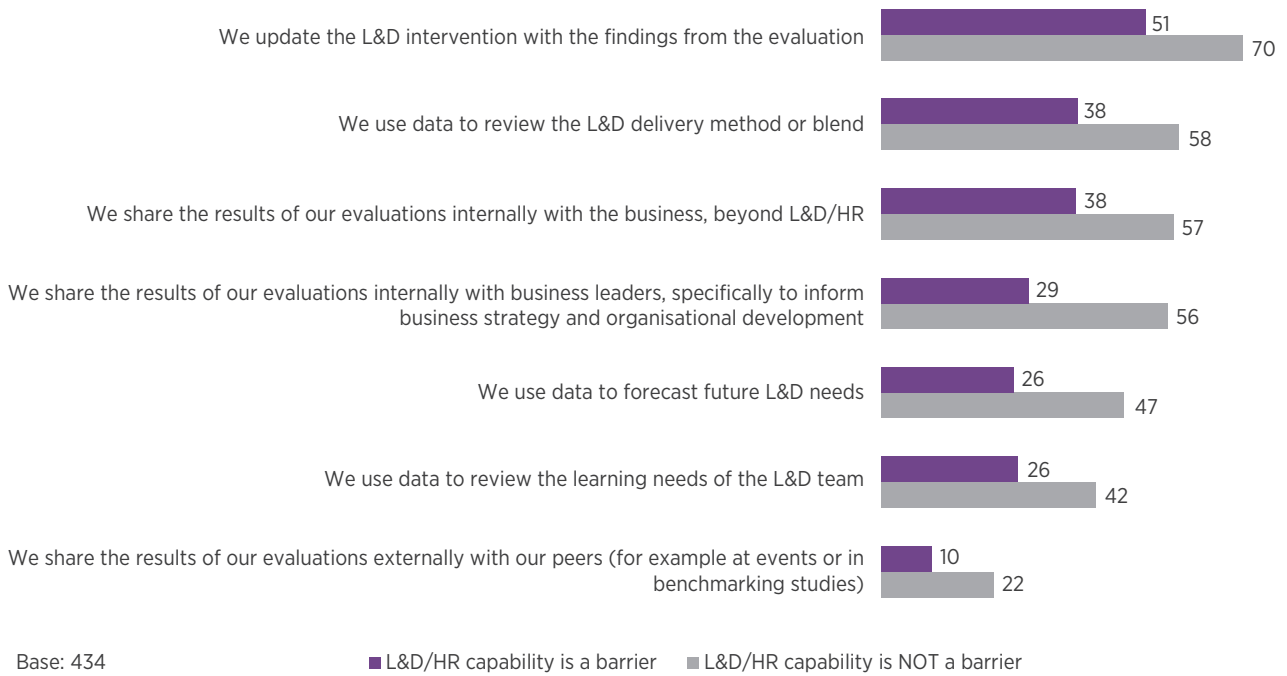 We update the L&D intervention with the findings from the evaluation
51
70
We use data to review the L&D delivery method or blend
38
58
We share the results of our evaluations internally with the business, beyond L&D/HR
38
57
We share the results of our evaluations internally with business leaders, specifically to inform
business strategy and organisational development
29
56
We use data to forecast future L&D needs
26
47
We use data to review the learning needs of the L&D team
26
42
We share the results of our evaluations externally with our peers (for example at events or in
benchmarking studies)
10
22
Base: 434
L&D/HR capability is a barrier
L&D/HR capability is NOT a barrier